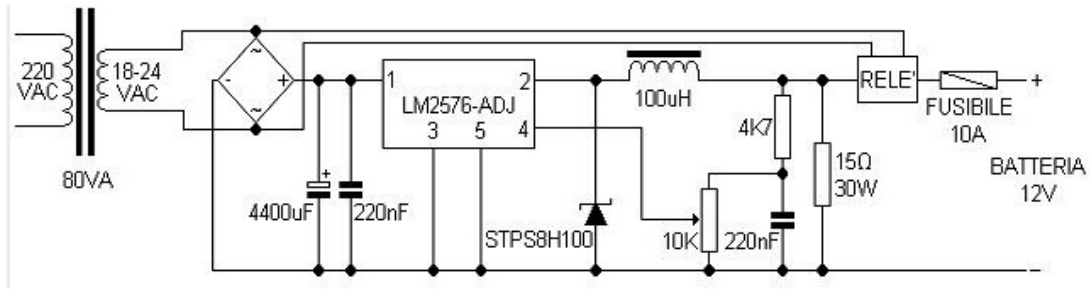 220
VAC
18-24
VAC
80VA
~
-
+
~
+
4400uF
220nF
1
2
LM2576-ADJ
3
5
4
STPS8H100
100uH
4K7
10K
220nF
15Ω
30W
RELE'
FUSIBILE
10A
+
BATTERIA
12V
-